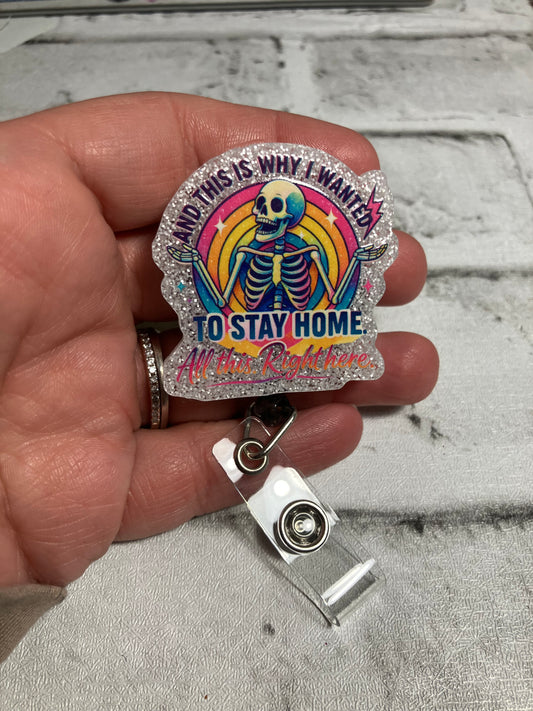 AND THIS IS WHY I WANTED
TO STAY HOME.
All this. Right here.